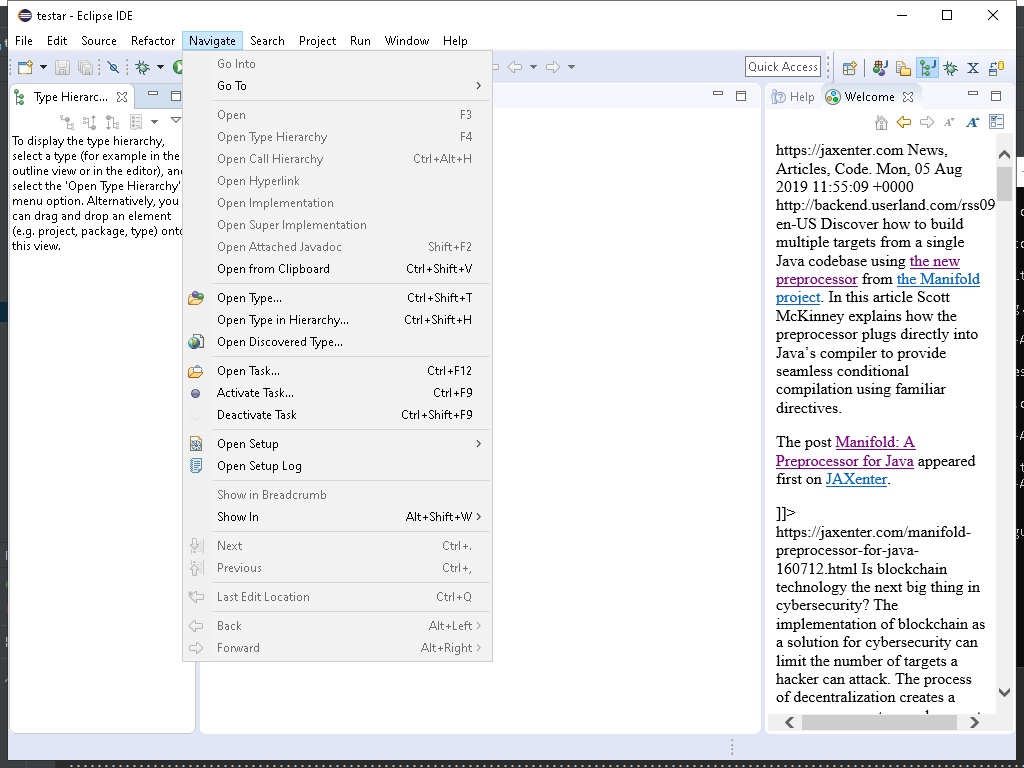 testar - Eclipse IDE
File Edit Source Refactor Navigate Search Project Run Window Help
Quick Access
Type Hierarc...
To display the type hierarchy,
select a type (for example in the
outline view or in the editor), and
select the 'Open Type Hierarchy'
menu option. Alternatively, you
can drag and drop an element
(e.g. project, package, type) onto
this view.
Go Into
Go To
Open F3
Open Type Hierarchy F4
Open Call Hierarchy Ctrl+Alt+H
Open Hyperlink
Open Implementation
Open Super Implementation
Open Attached Javadoc Shift+F2
Open from Clipboard Ctrl+Shift+V
Open Type... Ctrl+Shift+T
Open Type in Hierarchy... Ctrl+Shift+H
Open Discovered Type...
Open Task... Ctrl+F12
Activate Task... Ctrl+F9
Deactivate Task Ctrl+Shift+F9
Open Setup
Open Setup Log
Show in Breadcrumb
Show In Alt+Shift+W
Next Ctrl+.
Previous Ctrl+,
Last Edit Location Ctrl+Q
Back Alt+Left
Forward Alt+Right
Help Welcome
https://jaxenter.com News,
Articles, Code. Mon, 05 Aug
2019 11:55:09 +0000
http://backend.userland.com/rss09
en-US Discover how to build
multiple targets from a single
Java codebase using the new
preprocessor from the Manifold
project. In this article Scott
McKinney explains how the
preprocessor plugs directly into
Java’s compiler to provide
seamless conditional
compilation using familiar
directives.
The post Manifold: A
Preprocessor for Java appeared
first on JAXenter.
]]>
https://jaxenter.com/manifold-
preprocessor-for-java-
160712.html Is blockchain
technology the next big thing in
cybersecurity? The
implementation of blockchain as
a solution for cybersecurity can
limit the number of targets a
hacker can attack. The process
of decentralization creates a